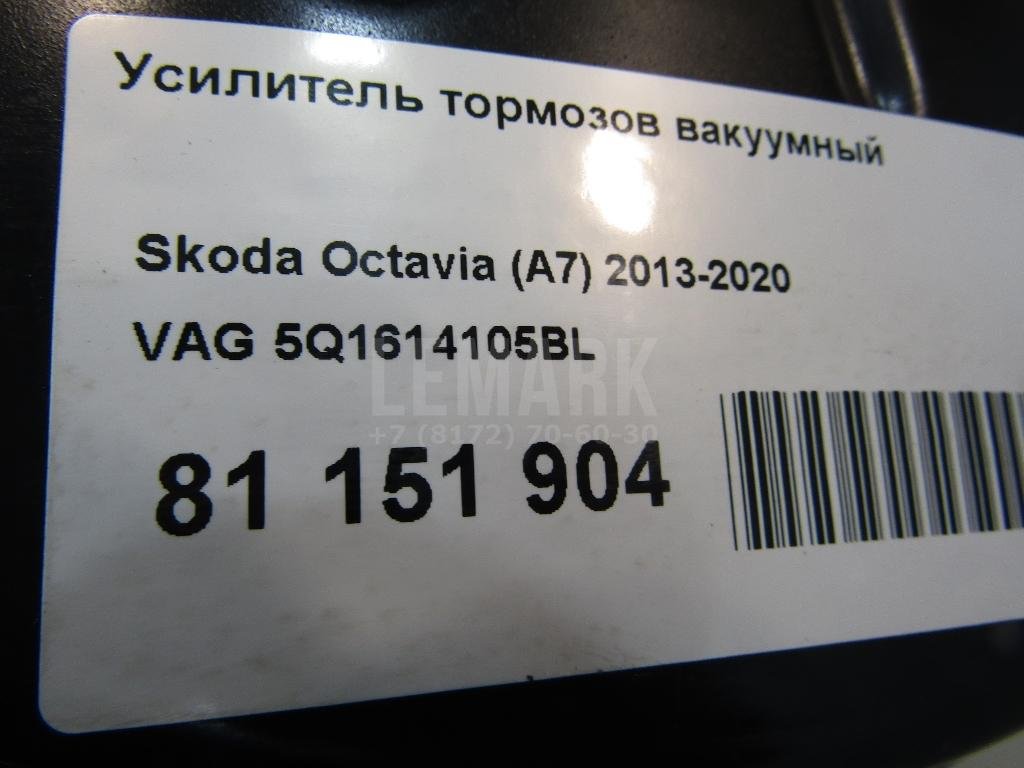 Усилитель тормозов вакуумный
Skoda Octavia (A7) 2013-2020
VAG 5Q1614105BL
LEMARK
+7 (8172) 70-60-30
81 151 904